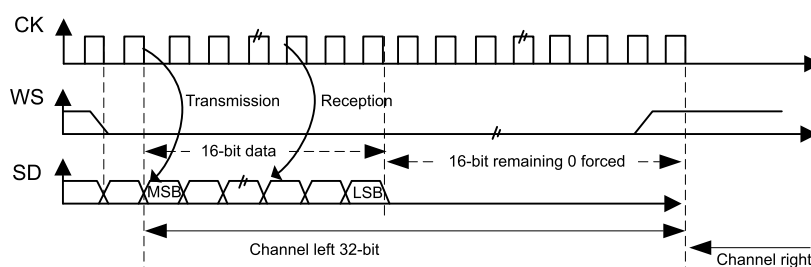 CK
WS
Transmission
Reception
16-bit data
16-bit remaining 0 forced
SD
MSB
LSB
Channel left 32-bit
Channel right